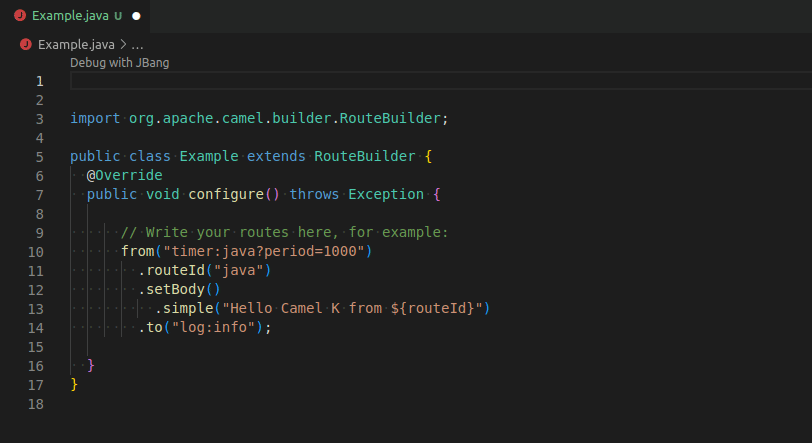 Example.java U
Example.java > ...
Debug with JBang
1
2
3 import org.apache.camel.builder.RouteBuilder;
4
5 public class Example extends RouteBuilder {
6 @Override
7 public void configure() throws Exception {
8
9 // Write your routes here, for example:
10 from("timer:java?period=1000")
11 .routeId("java")
12 .setBody()
13 .simple("Hello Camel K from ${routeId}")
14 .to("log:info");
15
16 }
17 }
18